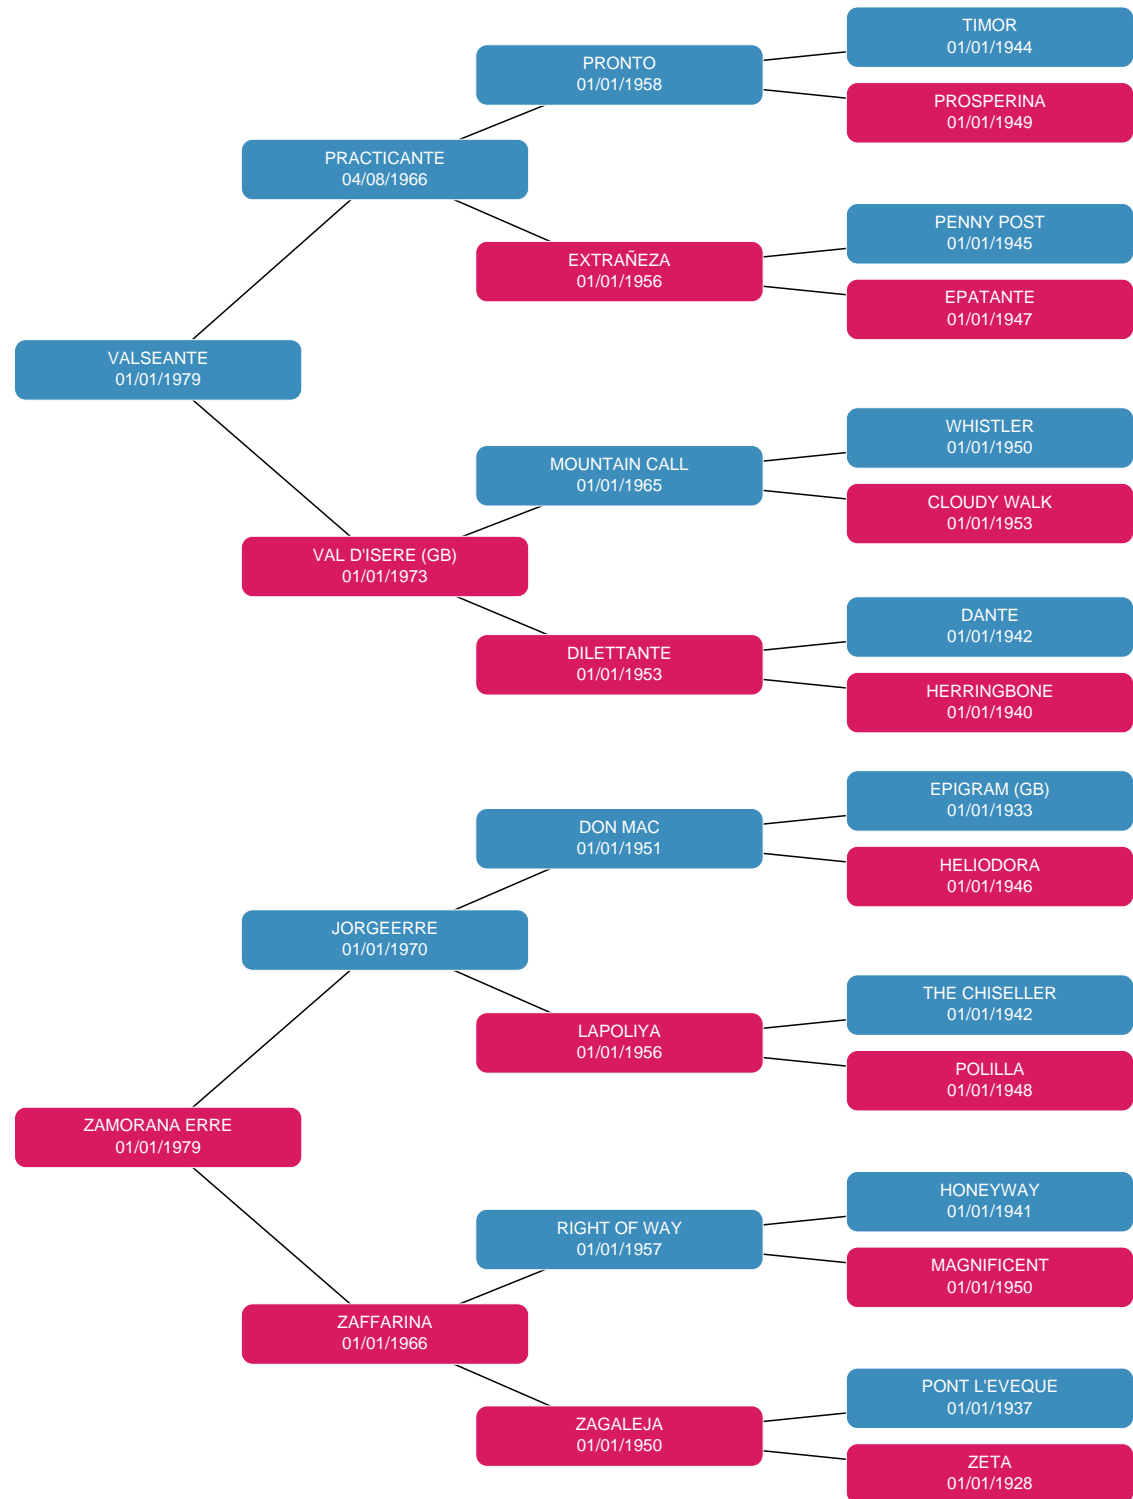 TIMOR
01/01/1944
PRONTO
01/01/1958
PROSPERINA
01/01/1949
PRACTICANTE
04/08/1966
PENNY POST
01/01/1945
EXTRAÑEZA
01/01/1956
EPATANTE
01/01/1947
VALSEANTE
01/01/1979
WHISTLER
01/01/1950
MOUNTAIN CALL
01/01/1965
CLOUDY WALK
01/01/1953
VAL D'ISERE (GB)
01/01/1973
DANTE
01/01/1942
DILETTANTE
01/01/1953
HERRINGBONE
01/01/1940
EPIGRAM (GB)
01/01/1933
DON MAC
01/01/1951
HELIODORA
01/01/1946
JORGEERRE
01/01/1970
THE CHISELLER
01/01/1942
LAPOLIYA
01/01/1956
POLILLA
01/01/1948
ZAMORANA ERRE
01/01/1979
HONEYWAY
01/01/1941
RIGHT OF WAY
01/01/1957
MAGNIFICENT
01/01/1950
ZAFFARINA
01/01/1966
PONT L'EVEQUE
01/01/1937
ZAGALEJA
01/01/1950
ZETA
01/01/1928